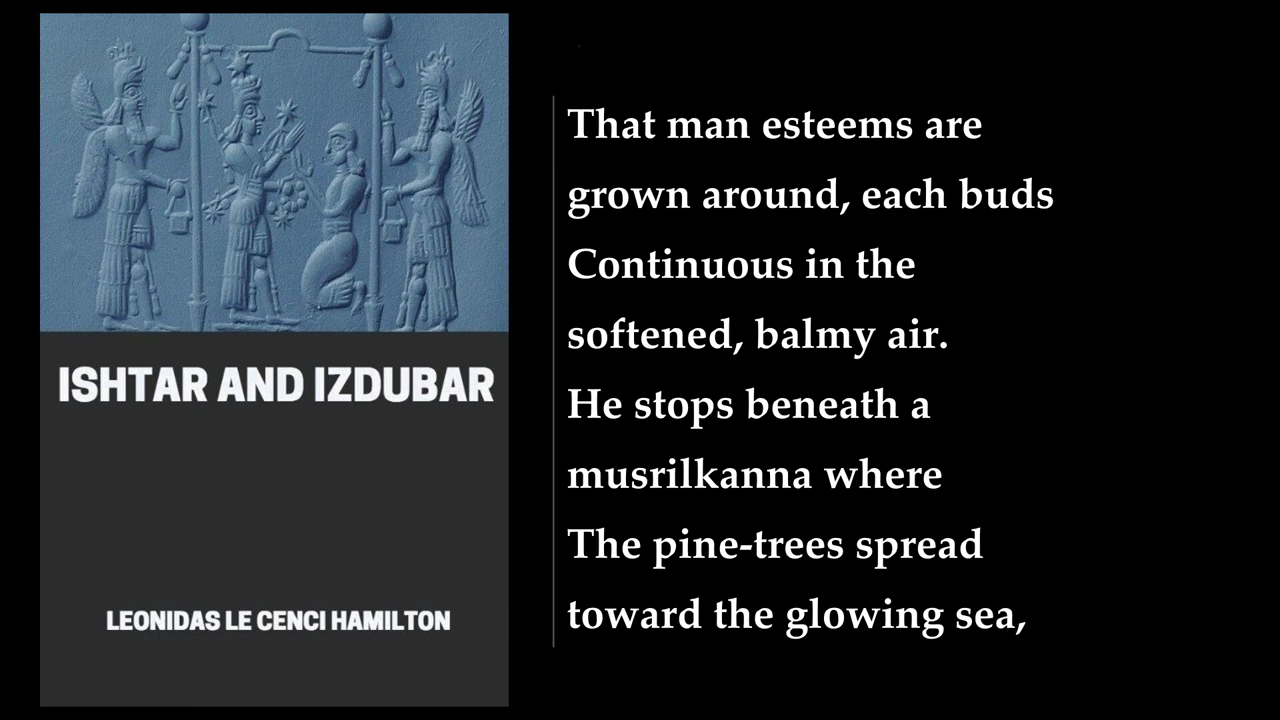 ISHTAR AND IZDUBAR
LEONIDAS LE CENCI HAMILTON
That man esteems are
grown around, each buds
Continuous in the
softened, balmy air.
He stops beneath a
musrilkanna where
The pine-trees spread
toward the glowing sea,